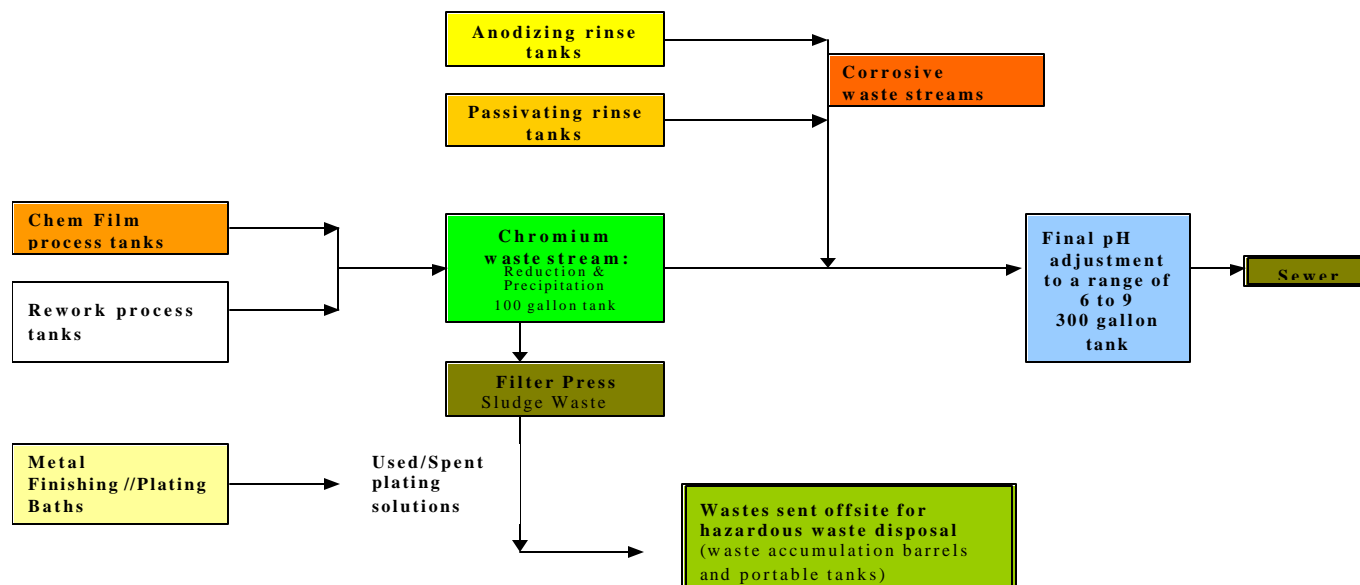 Anodizing rinse
tanks
Corrosive
waste streams
Passivating rinse
tanks
Chem Film
process tanks
Rework process
tanks
Chromium
waste stream:
Reduction &
Precipitation
100 gallon tank
Final pH
adjustment
to a range of
6 to 9
300 gallon
tank
Sewer
Filter Press
Sludge Waste
Metal
Finishing //Plating
Baths
Used/Spent
plating
solutions
Wastes sent offsite for
hazardous waste disposal
(waste accumulation barrels
and portable tanks)